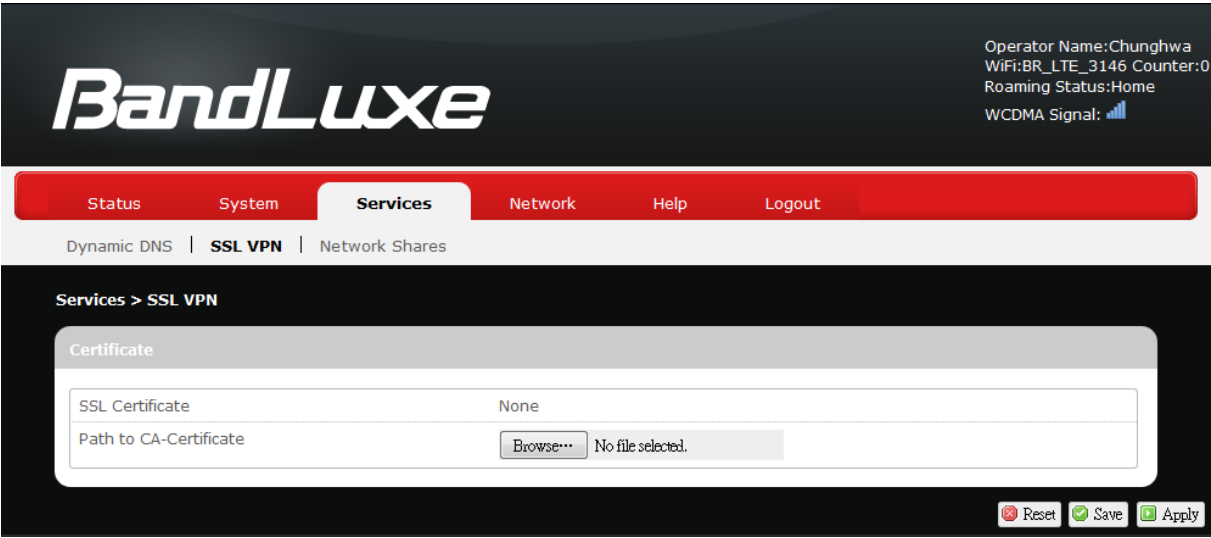 BandLuxe
Operator Name:Chunghwa
WiFi:BR_LTE_3146 Counter:0
Roaming Status:Home
WCDMA Signal:
Status System Services Network Help Logout
Dynamic DNS | SSL VPN | Network Shares
Services > SSL VPN
Certificate
SSL Certificate None
Path to CA-Certificate Browse… No file selected.
Reset Save Apply